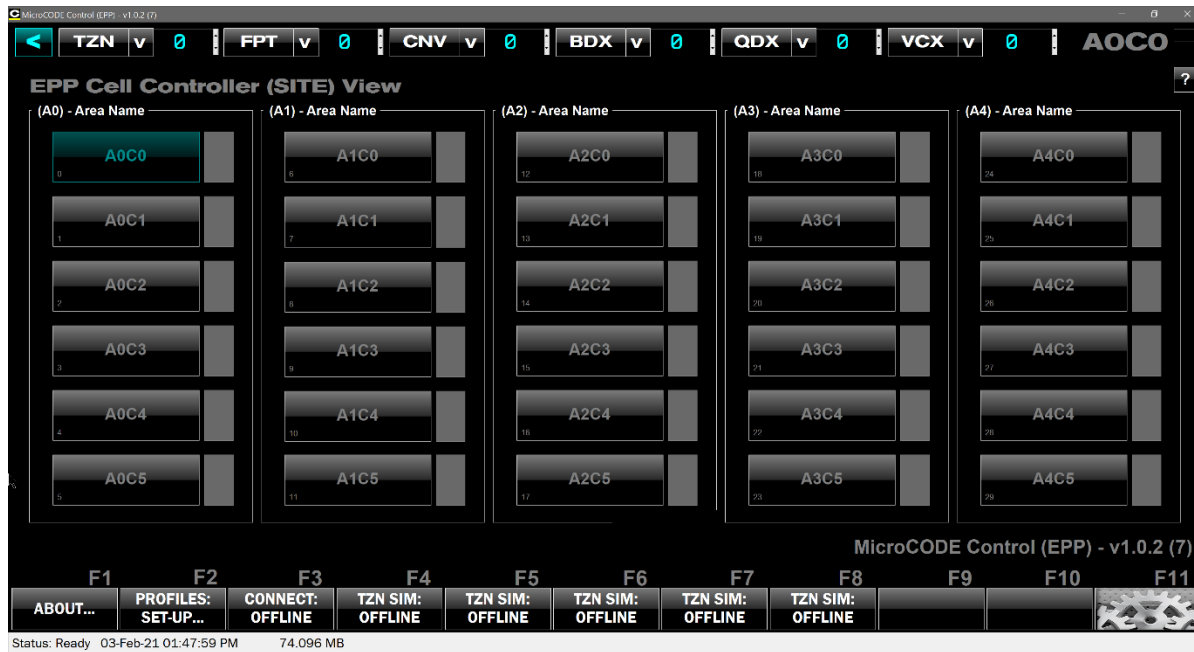 MicroCODE Control (EPP) - v1.0.2 (7)
< TZN v 0 FPT v 0 CNV v 0 BDX v 0 QDX v 0 VCX v 0 AOCO
EPP Cell Controller (SITE) View ?
(A0) - Area Name (A1) - Area Name (A2) - Area Name (A3) - Area Name (A4) - Area Name
A0C0 A1C0 A2C0 A3C0 A4C0
0 6 12 18 24
A0C1 A1C1 A2C1 A3C1 A4C1
1 7 13 19 25
A0C2 A1C2 A2C2 A3C2 A4C2
2 8 14 20 26
A0C3 A1C3 A2C3 A3C3 A4C3
3 9 15 21 27
A0C4 A1C4 A2C4 A3C4 A4C4
4 10 16 22 28
A0C5 A1C5 A2C5 A3C5 A4C5
5 11 17 23 29
MicroCODE Control (EPP) - v1.0.2 (7)
F1 F2 F3 F4 F5 F6 F7 F8 F9 F10 F11
ABOUT... PROFILES: CONNECT: TZN SIM: TZN SIM: TZN SIM: TZN SIM: TZN SIM:
SET-UP... OFFLINE OFFLINE OFFLINE OFFLINE OFFLINE OFFLINE
Status: Ready 03-Feb-21 01:47:59 PM 74.096 MB